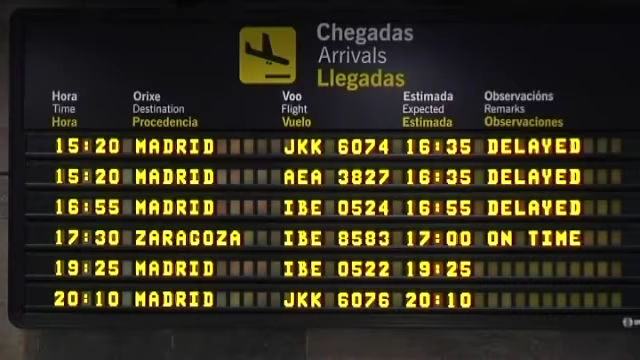 Chegadas
Arrivals
Llegadas
Hora Orixe Voo Estimada Observacións
Time Destination Flight Expected Remarks
Hora Procedencia Vuelo Estimada Observaciones
15:20 MADRID JKK 6074 16:35 DELAYED
15:20 MADRID AEA 3827 16:35 DELAYED
16:55 MADRID IBE 0524 16:55 DELAYED
17:30 ZARAGOZA IBE 8583 17:00 ON TIME
19:25 MADRID IBE 0522 19:25
20:10 MADRID JKK 6076 20:10